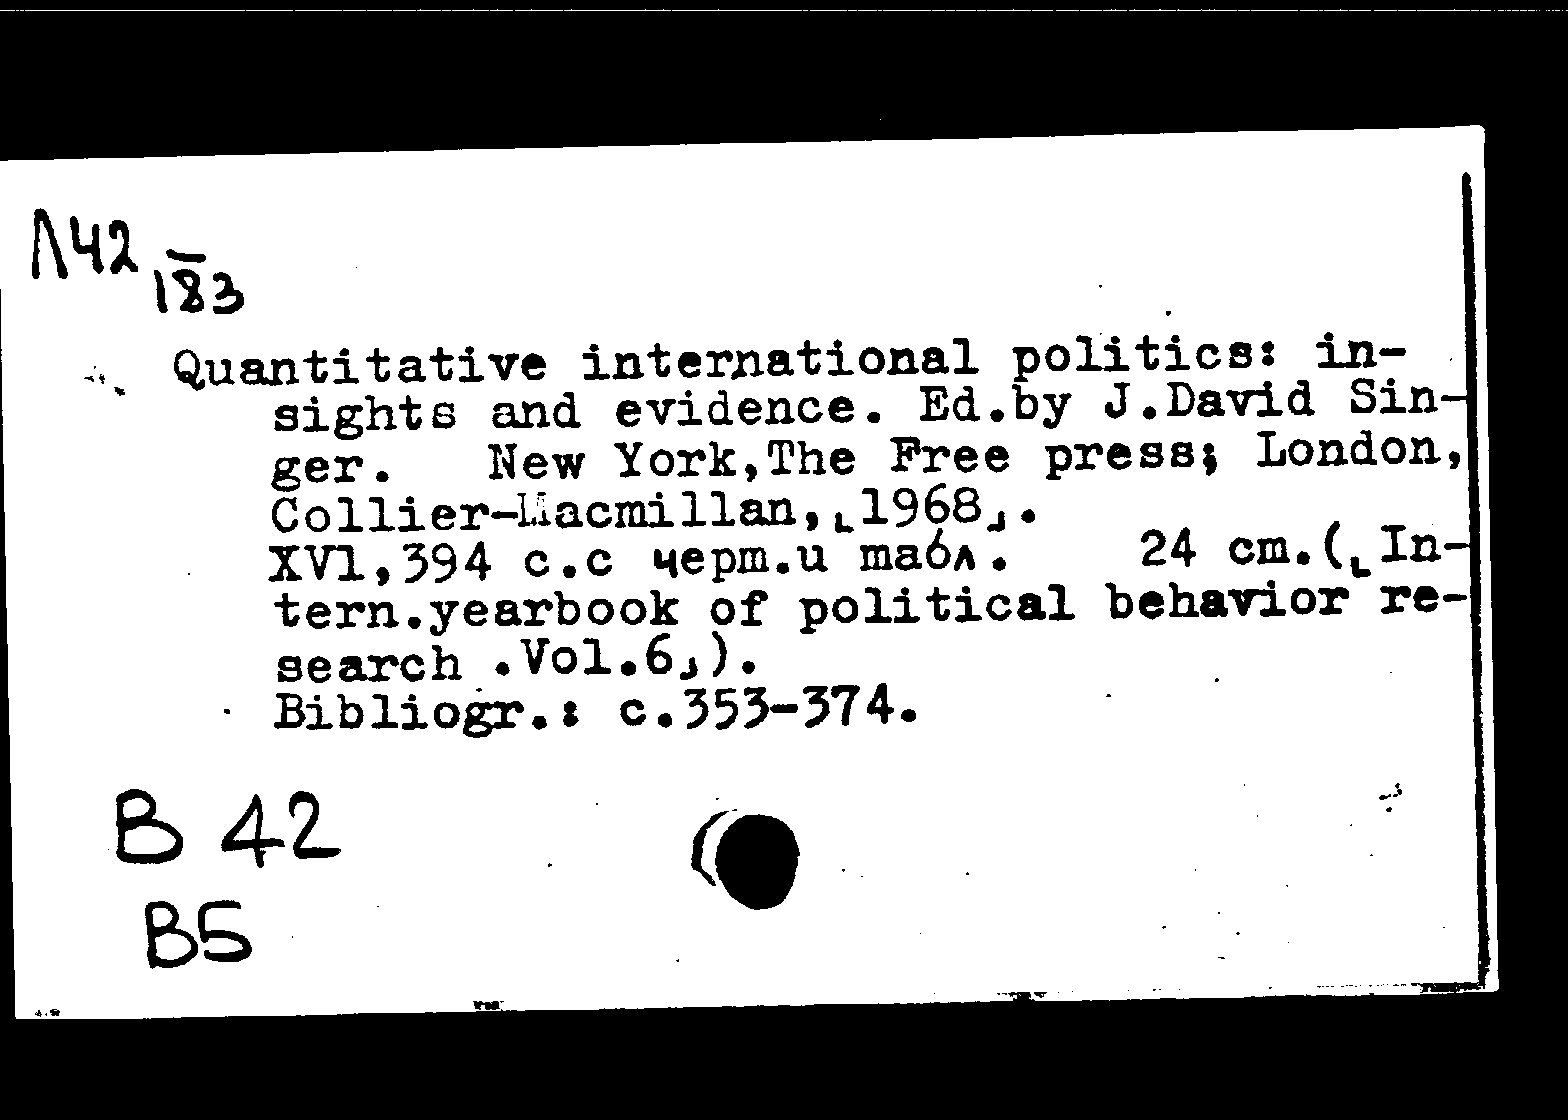 Л42
183
Quantitative international politics: in-
sights and evidence. Ed.by J.David Sin-
ger. New York,The Free press; London,
Collier-Macmillan,⌞1968⌟.
XVl,394 c.c черт.и табл. 24 cm.(⌞In-
tern.yearbook of political behavior re-
search .Vol.6⌟).
Bibliogr.: c.353-374.
B 42
B5